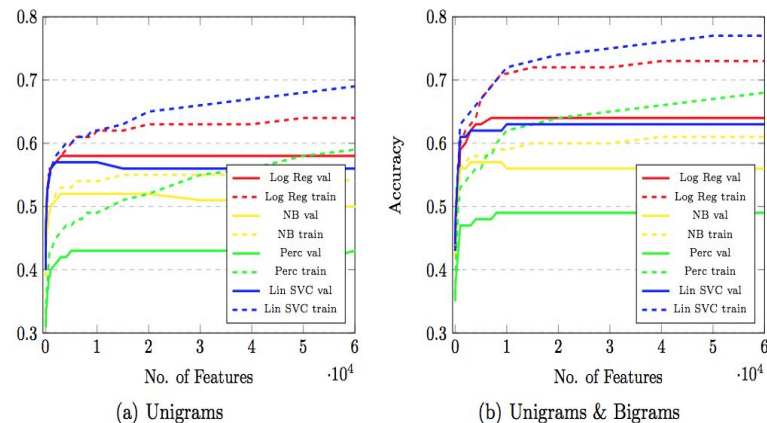 0.8
0.7
0.6
0.5
0.4
0.3
0
1
2
3
4
5
6
·10⁴
No. of Features
Log Reg val
Log Reg train
NB val
NB train
Perc val
Perc train
Lin SVC val
Lin SVC train
(a) Unigrams
Accuracy
0.8
0.7
0.6
0.5
0.4
0.3
0
1
2
3
4
5
6
·10⁴
No. of Features
Log Reg val
Log Reg train
NB val
NB train
Perc val
Perc train
Lin SVC val
Lin SVC train
(b) Unigrams & Bigrams